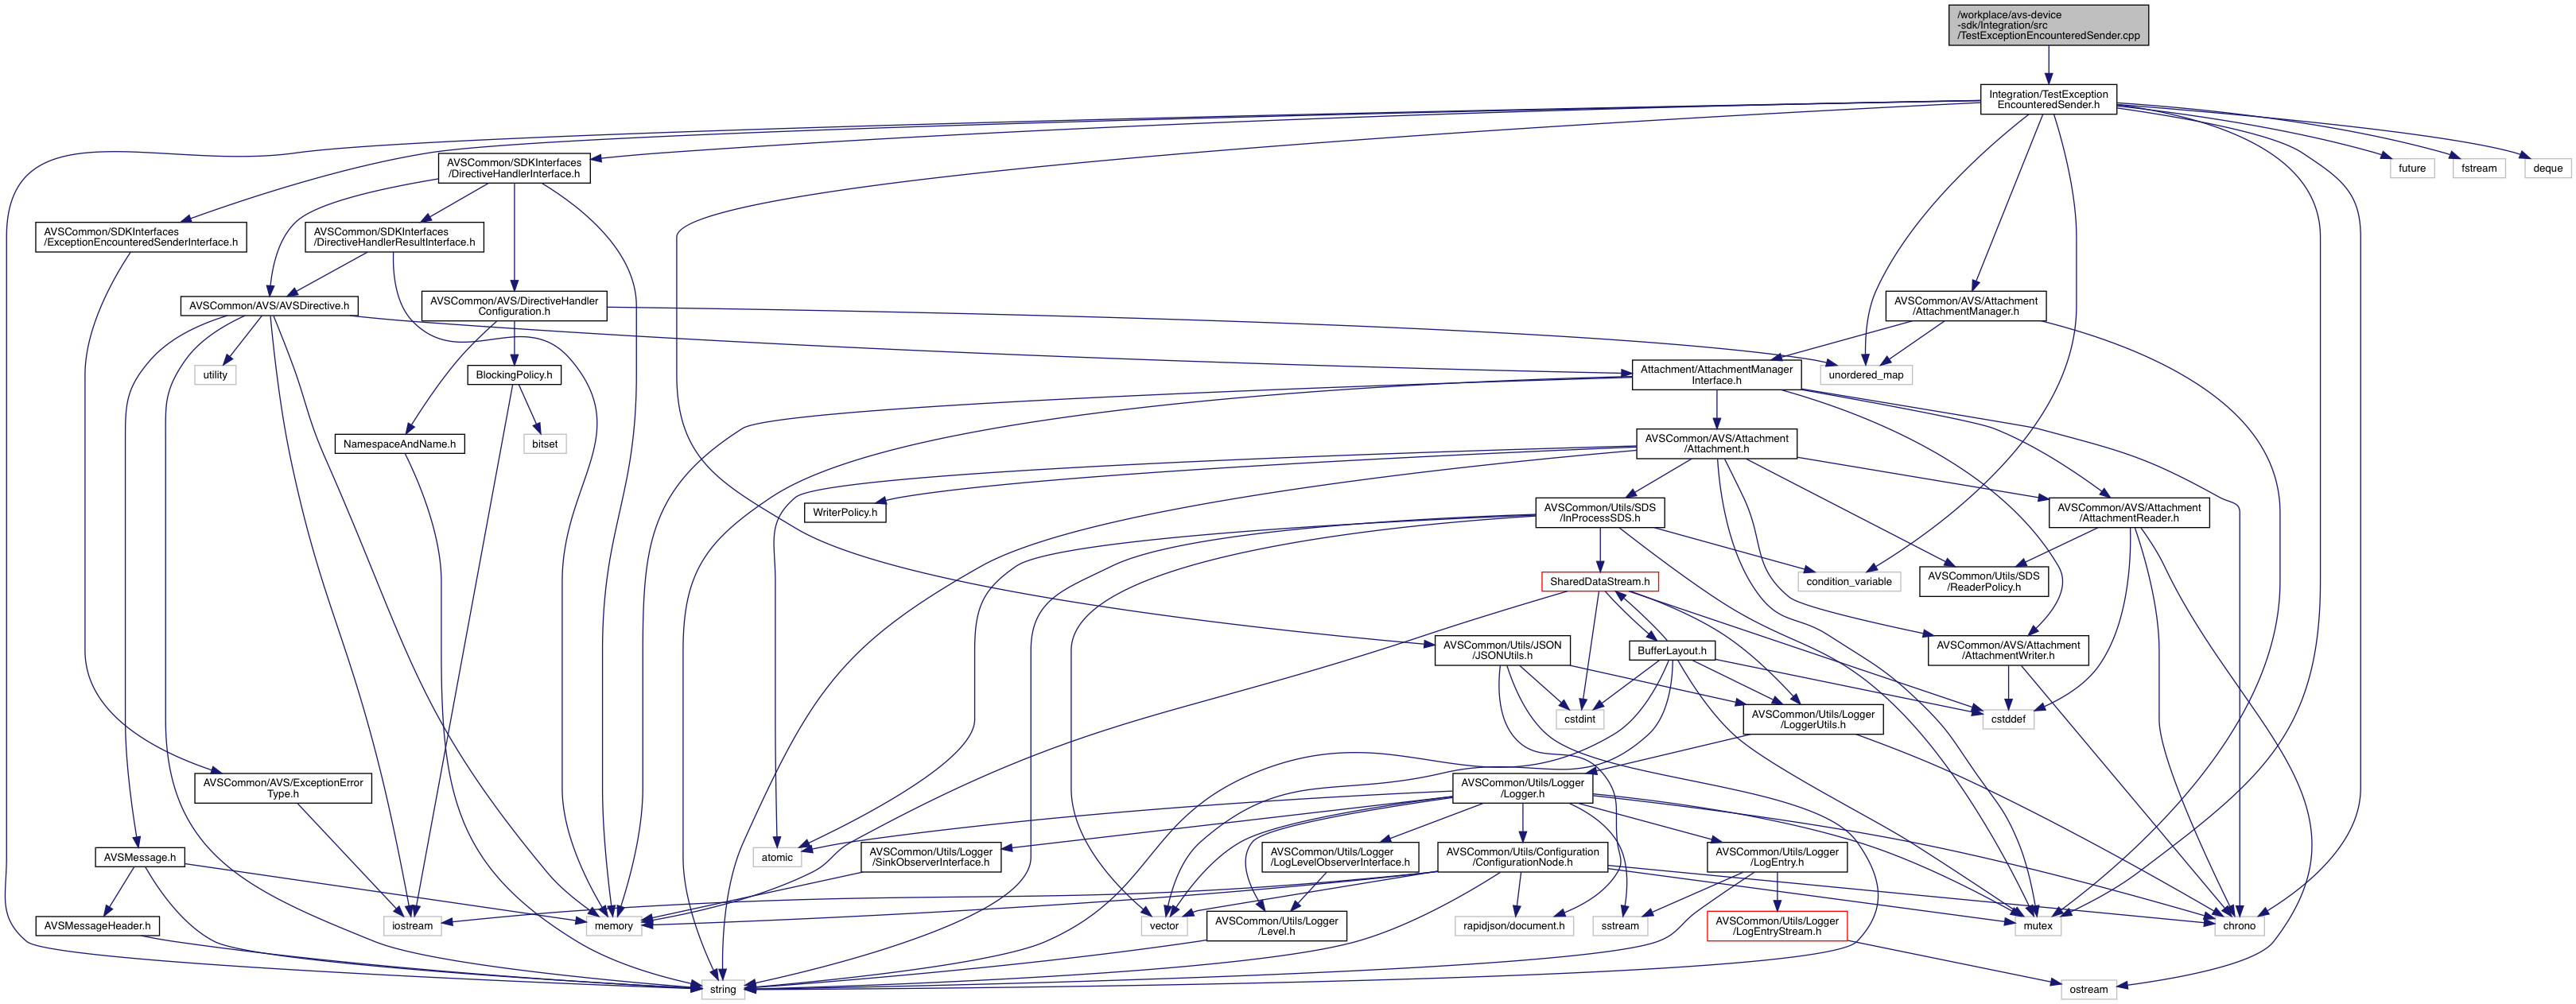 /workplace/avs-device
-sdk/Integration/src
/TestExceptionEncounteredSender.cpp
Integration/TestException
EncounteredSender.h
AVSCommon/SDKInterfaces
/DirectiveHandlerInterface.h
future
fstream
deque
AVSCommon/SDKInterfaces
/ExceptionEncounteredSenderInterface.h
AVSCommon/SDKInterfaces
/DirectiveHandlerResultInterface.h
AVSCommon/AVS/AVSDirective.h
AVSCommon/AVS/DirectiveHandler
Configuration.h
AVSCommon/AVS/Attachment
/AttachmentManager.h
utility
BlockingPolicy.h
Attachment/AttachmentManager
Interface.h
unordered_map
NamespaceAndName.h
bitset
AVSCommon/AVS/Attachment
/Attachment.h
WriterPolicy.h
AVSCommon/Utils/SDS
/InProcessSDS.h
AVSCommon/AVS/Attachment
/AttachmentReader.h
SharedDataStream.h
condition_variable
AVSCommon/Utils/SDS
/ReaderPolicy.h
AVSCommon/Utils/JSON
/JSONUtils.h
BufferLayout.h
AVSCommon/AVS/Attachment
/AttachmentWriter.h
cstdint
AVSCommon/Utils/Logger
/LoggerUtils.h
cstddef
AVSCommon/AVS/ExceptionError
Type.h
AVSCommon/Utils/Logger
/Logger.h
AVSMessage.h
atomic
AVSCommon/Utils/Logger
/SinkObserverInterface.h
AVSCommon/Utils/Logger
/LogLevelObserverInterface.h
AVSCommon/Utils/Configuration
/ConfigurationNode.h
AVSCommon/Utils/Logger
/LogEntry.h
AVSMessageHeader.h
iostream
memory
vector
AVSCommon/Utils/Logger
/Level.h
rapidjson/document.h
sstream
AVSCommon/Utils/Logger
/LogEntryStream.h
mutex
chrono
string
ostream